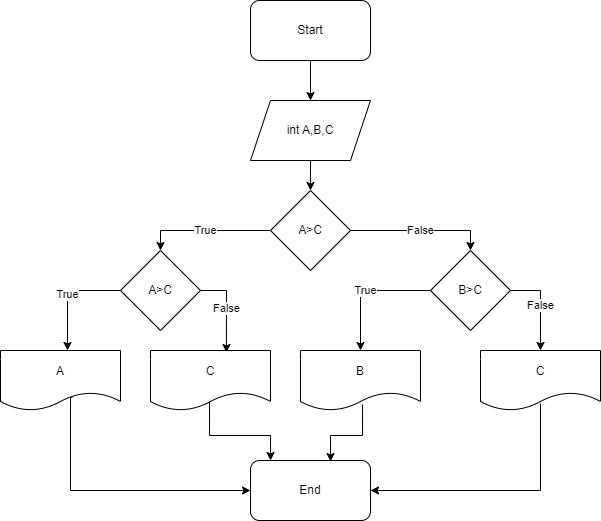 Start
int A,B,C
A>C
True
False
A>C
B>C
True
False
True
False
A
C
B
C
End